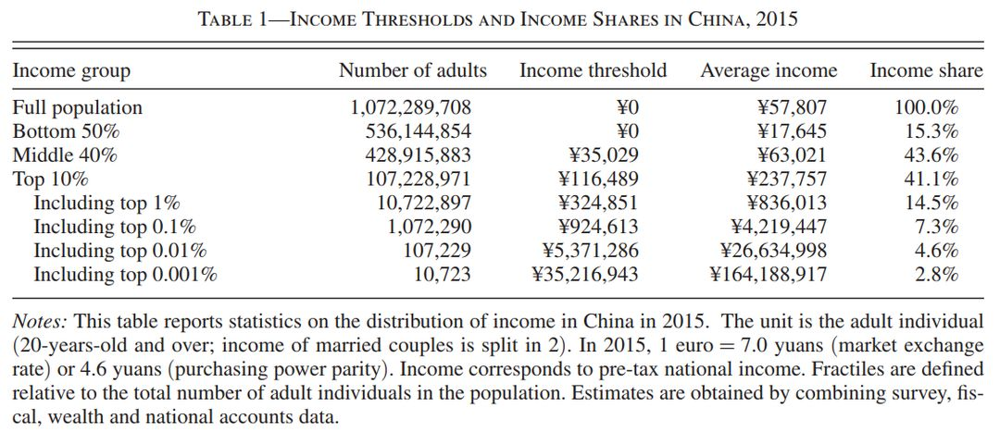 TABLE 1—INCOME THRESHOLDS AND INCOME SHARES IN CHINA, 2015
Income group Number of adults Income threshold Average income Income share
Full population 1,072,289,708 ¥0 ¥57,807 100.0%
Bottom 50% 536,144,854 ¥0 ¥17,645 15.3%
Middle 40% 428,915,883 ¥35,029 ¥63,021 43.6%
Top 10% 107,228,971 ¥116,489 ¥237,757 41.1%
Including top 1% 10,722,897 ¥324,851 ¥836,013 14.5%
Including top 0.1% 1,072,290 ¥924,613 ¥4,219,447 7.3%
Including top 0.01% 107,229 ¥5,371,286 ¥26,634,998 4.6%
Including top 0.001% 10,723 ¥35,216,943 ¥164,188,917 2.8%
Notes: This table reports statistics on the distribution of income in China in 2015. The unit is the adult individual
(20-years-old and over; income of married couples is split in 2). In 2015, 1 euro = 7.0 yuans (market exchange
rate) or 4.6 yuans (purchasing power parity). Income corresponds to pre-tax national income. Fractiles are defined
relative to the total number of adult individuals in the population. Estimates are obtained by combining survey, fis-
cal, wealth and national accounts data.